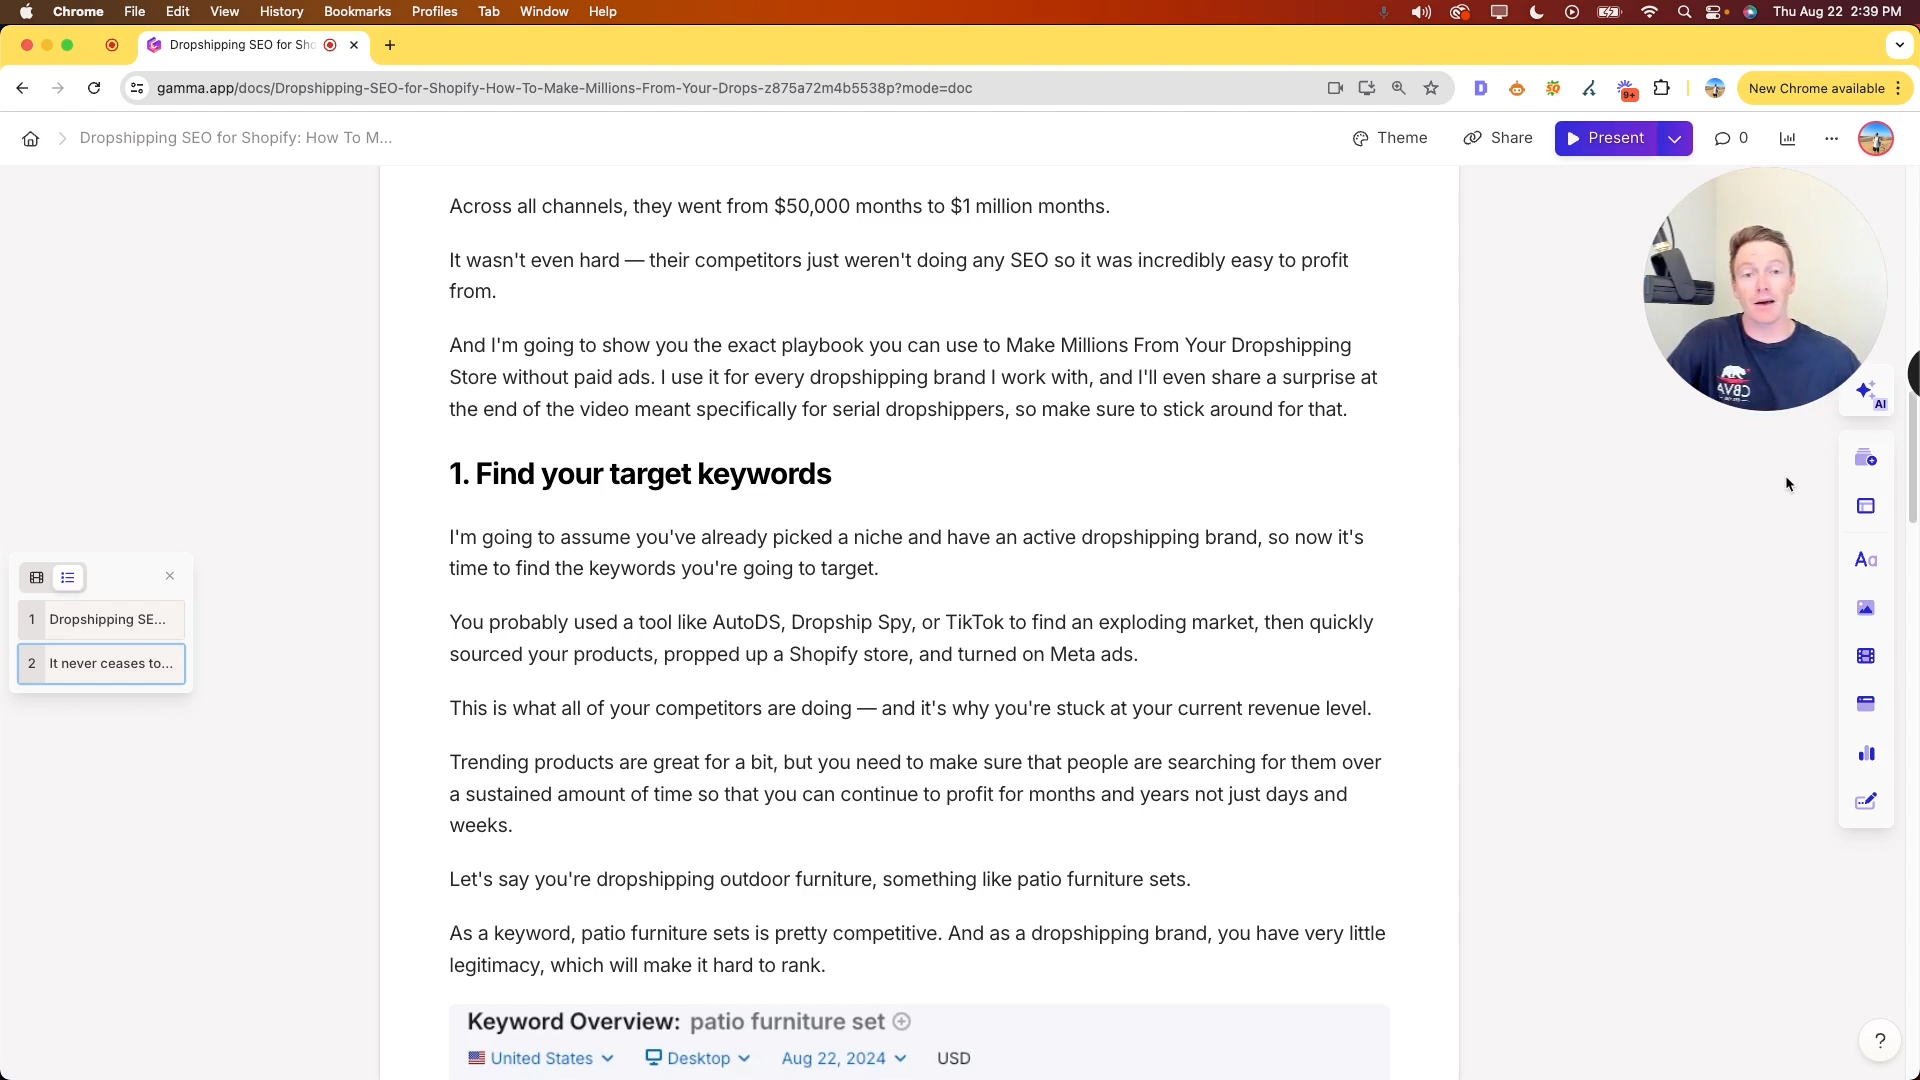 Chrome File Edit View History Bookmarks Profiles Tab Window Help Thu Aug 22 2:39 PM
Dropshipping SEO for Sho
gamma.app/docs/Dropshipping-SEO-for-Shopify-How-To-Make-Millions-From-Your-Drops-z875a72m4b5538p?mode=doc
SQ
9+
New Chrome available
Dropshipping SEO for Shopify: How To M...
Theme
Share
Present
0
Across all channels, they went from $50,000 months to $1 million months.
It wasn't even hard — their competitors just weren't doing any SEO so it was incredibly easy to profit
from.
And I'm going to show you the exact playbook you can use to Make Millions From Your Dropshipping
Store without paid ads. I use it for every dropshipping brand I work with, and I'll even share a surprise at
the end of the video meant specifically for serial dropshippers, so make sure to stick around for that.
CBVA
AI
1. Find your target keywords
I'm going to assume you've already picked a niche and have an active dropshipping brand, so now it's
time to find the keywords you're going to target.
Aa
1 Dropshipping SE...
2 It never ceases to...
You probably used a tool like AutoDS, Dropship Spy, or TikTok to find an exploding market, then quickly
sourced your products, propped up a Shopify store, and turned on Meta ads.
This is what all of your competitors are doing — and it's why you're stuck at your current revenue level.
Trending products are great for a bit, but you need to make sure that people are searching for them over
a sustained amount of time so that you can continue to profit for months and years not just days and
weeks.
Let's say you're dropshipping outdoor furniture, something like patio furniture sets.
As a keyword, patio furniture sets is pretty competitive. And as a dropshipping brand, you have very little
legitimacy, which will make it hard to rank.
Keyword Overview: patio furniture set
United States Desktop Aug 22, 2024 USD
?